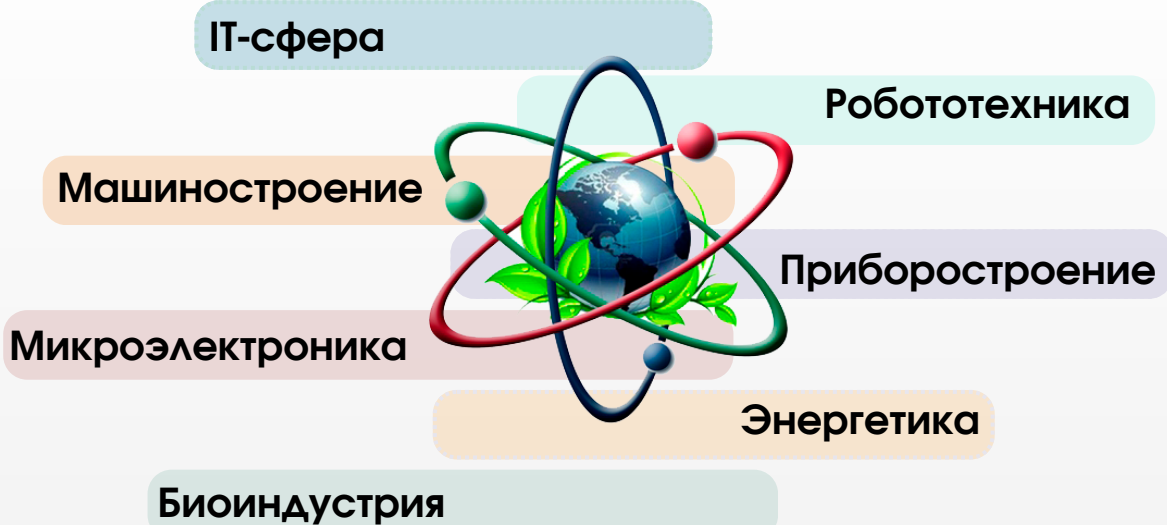 IT-сфера
Робототехника
Машиностроение
Приборостроение
Микроэлектроника
Энергетика
Биоиндустрия